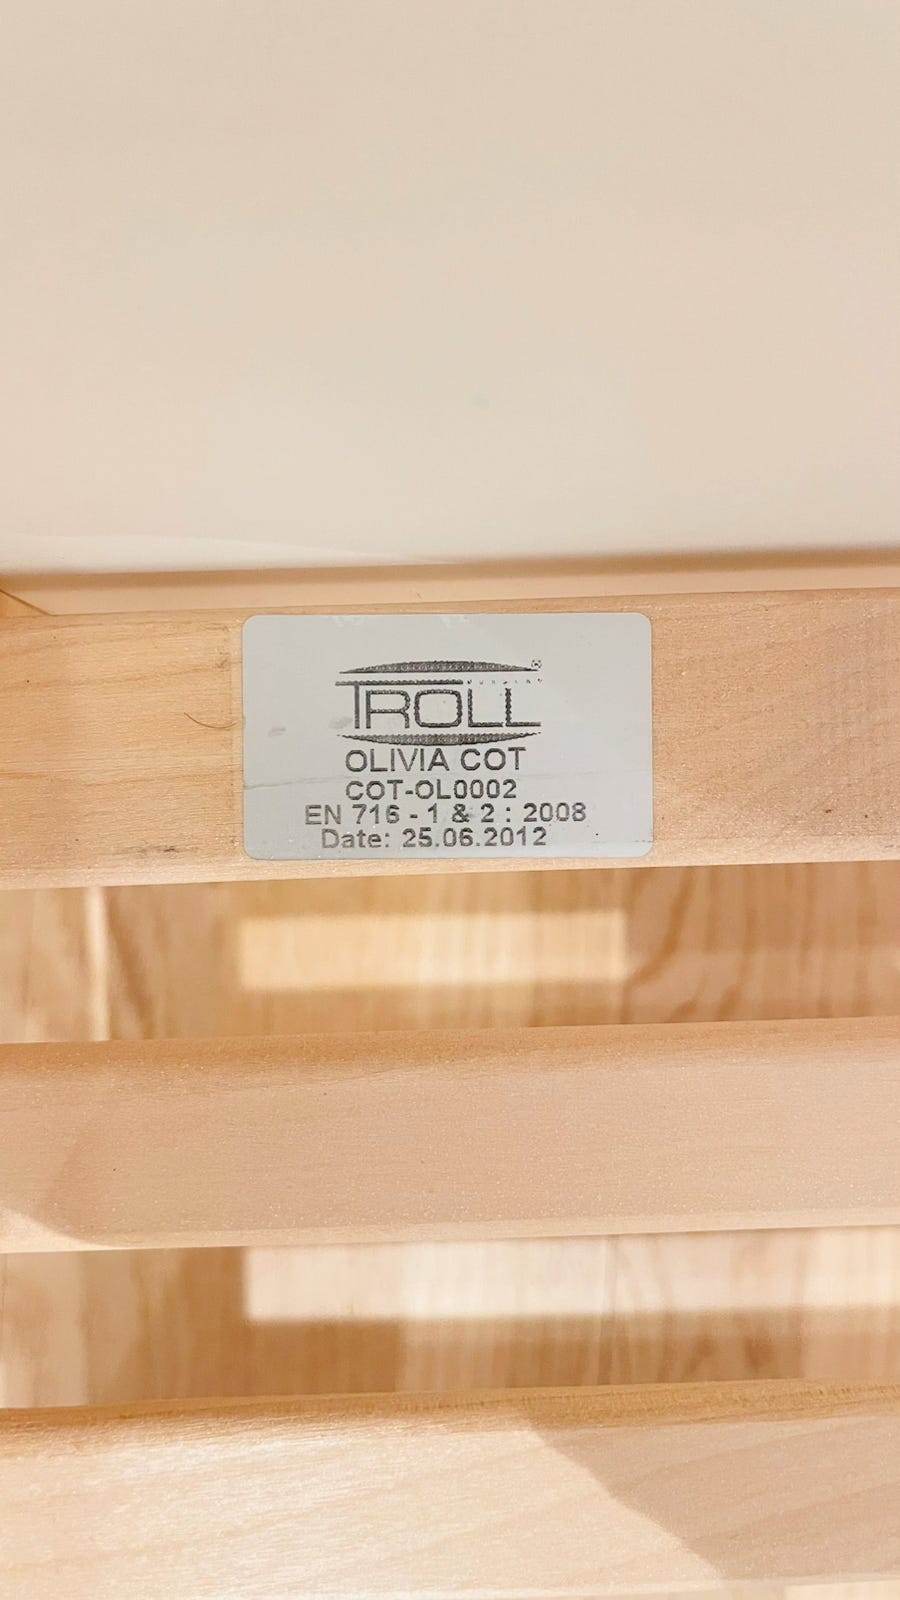 TROLL
OLIVIA COT
COT-OL0002
EN 716 - 1 & 2 : 2008
Date: 25.06.2012